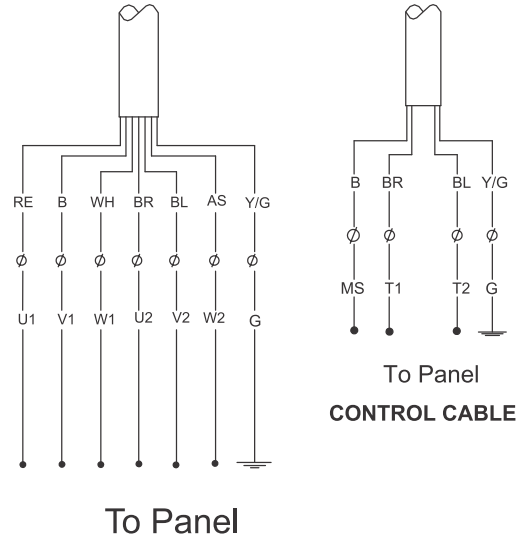 RE B WH BR BL AS Y/G
U1 V1 W1 U2 V2 W2 G
To Panel
B BR BL Y/G
MS T1 T2 G
To Panel
CONTROL CABLE